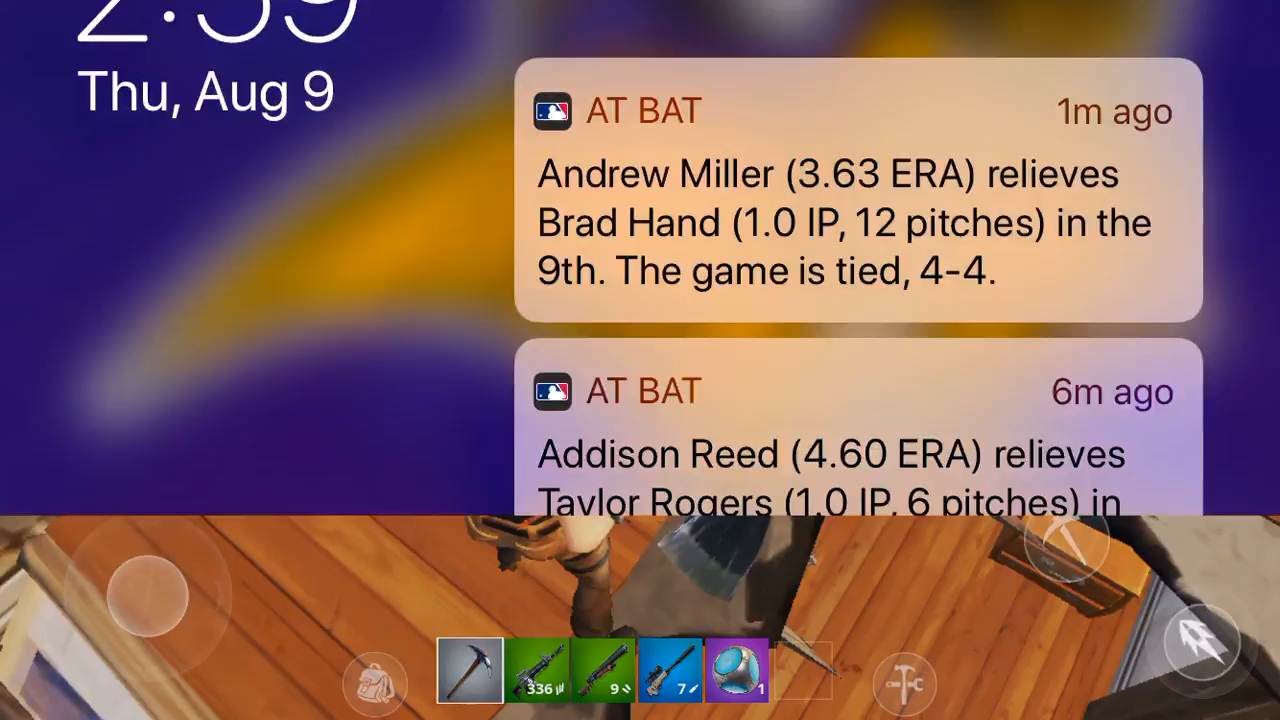 2:59
Thu, Aug 9
AT BAT
1m ago
Andrew Miller (3.63 ERA) relieves
Brad Hand (1.0 IP, 12 pitches) in the
9th. The game is tied, 4-4.
AT BAT
6m ago
Addison Reed (4.60 ERA) relieves
Taylor Rogers (1.0 IP, 6 pitches) in
336
9
7
1